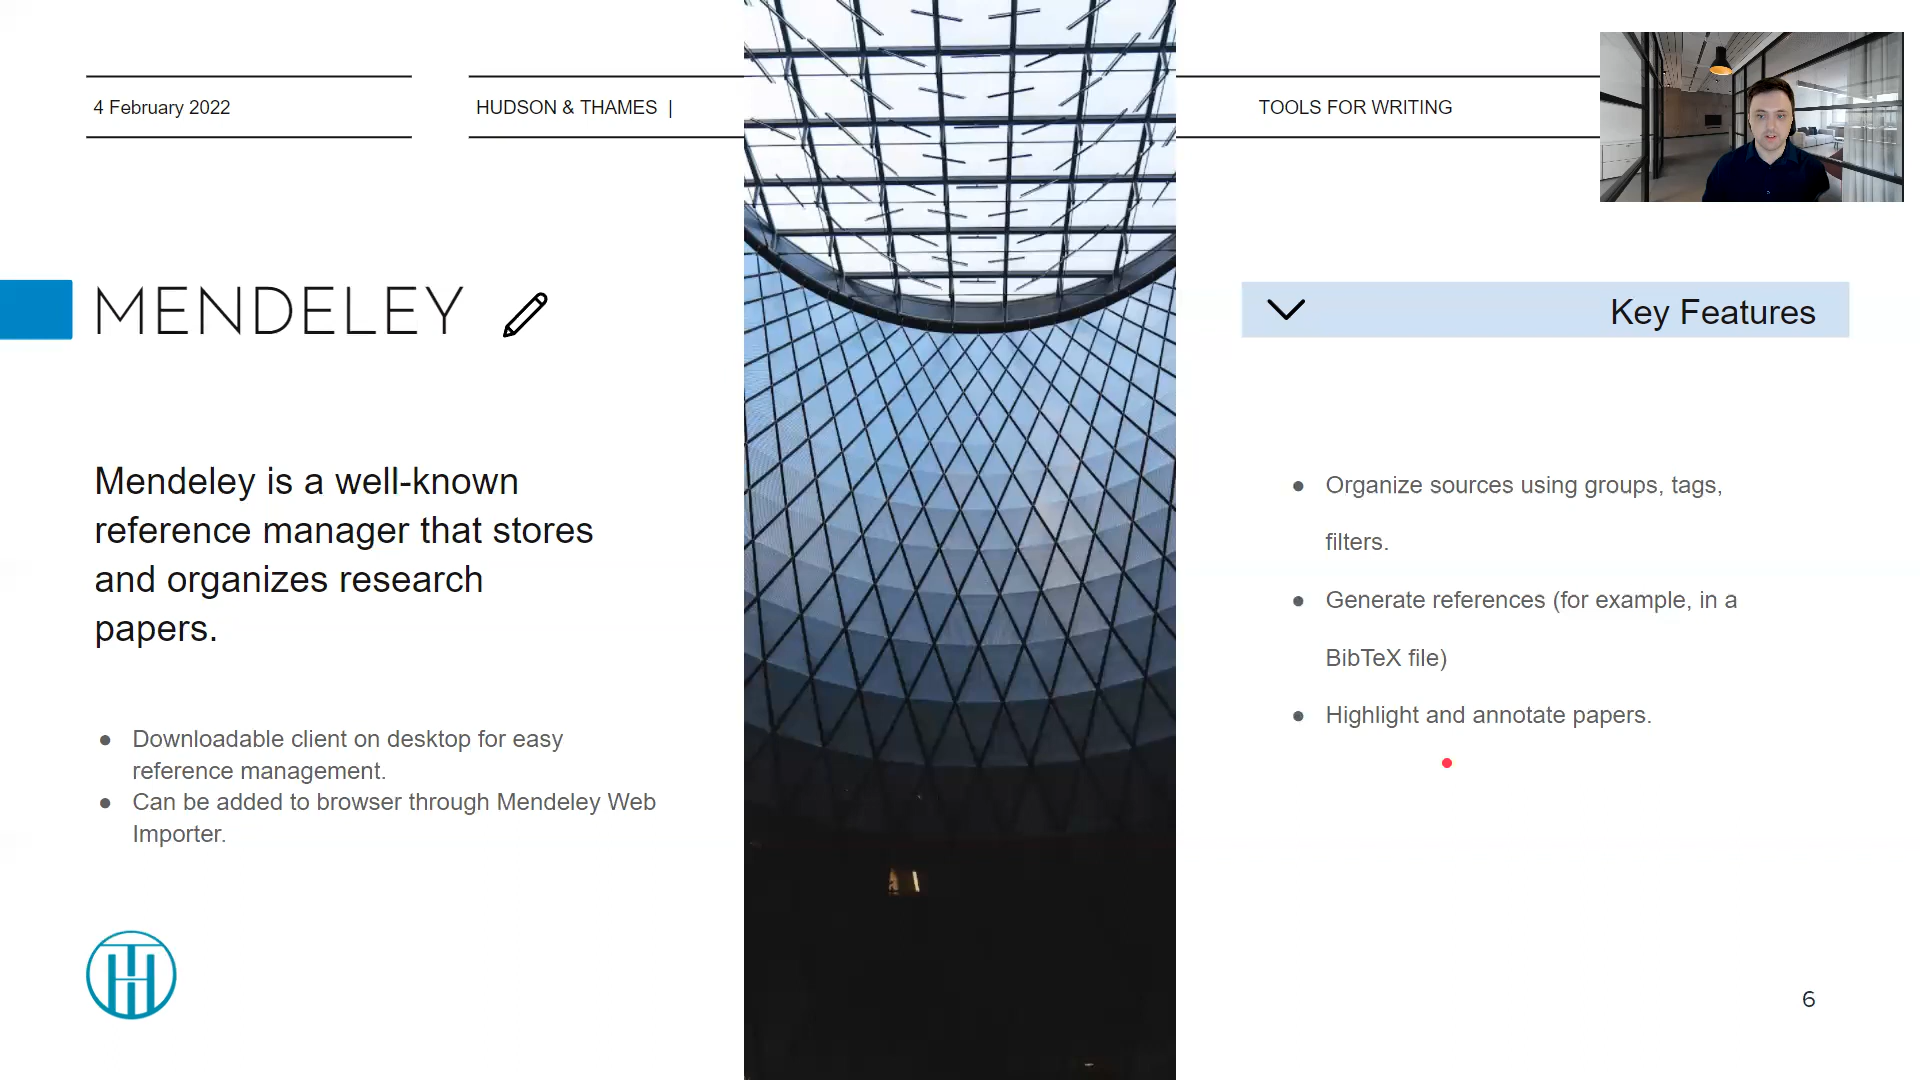 4 February 2022
HUDSON & THAMES |
TOOLS FOR WRITING
MENDELEY
Mendeley is a well-known
reference manager that stores
and organizes research
papers.
● Downloadable client on desktop for easy
reference management.
● Can be added to browser through Mendeley Web
Importer.
Key Features
● Organize sources using groups, tags,
filters.
● Generate references (for example, in a
BibTeX file)
● Highlight and annotate papers.
6